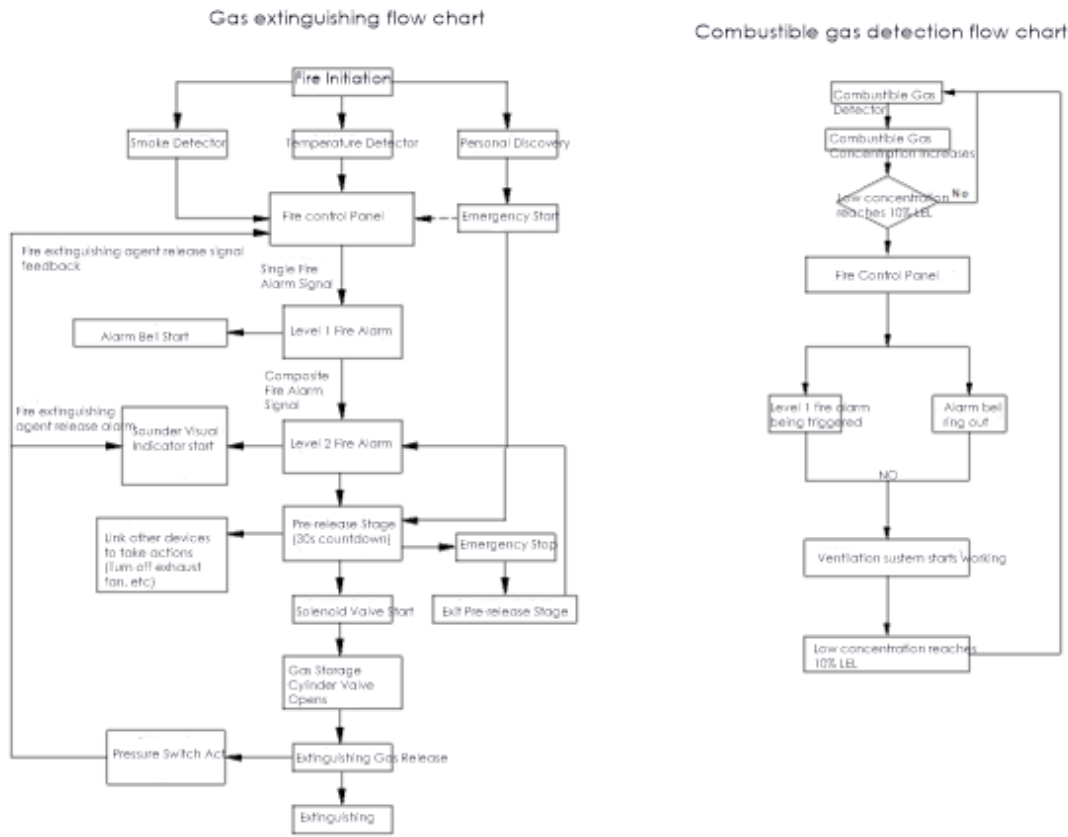 Gas extinguishing flow chart
Fire Initiation
Smoke Detector
Temperature Detector
Personal Discovery
Fire control Panel
Emergency Start
Fire extinguishing agent release signal
feedback
Single Fire
Alarm Signal
Level 1 Fire Alarm
Alarm Bell Start
Composite
Fire Alarm
Signal
Fire extinguishing
agent release alarm
Sounder Visual
Indicator start
Level 2 Fire Alarm
Link other devices
to take actions
(Turn off exhaust
fan, etc)
Pre-release Stage
(30s countdown)
Emergency Stop
Solenoid Valve Start
Exit Pre-release Stage
Gas Storage
Cylinder Valve
Opens
Pressure Switch Act
Extinguishing Gas Release
Extinguishing
Combustible gas detection flow chart
Combustible Gas
Detector
Combustible Gas
Concentration Increases
Low concentration
reaches 10% LEL
No
Fire Control Panel
Level 1 fire alarm
being triggered
Alarm bell
ring out
NO
Ventilation sustem starts working
Low concentration reaches
10% LEL